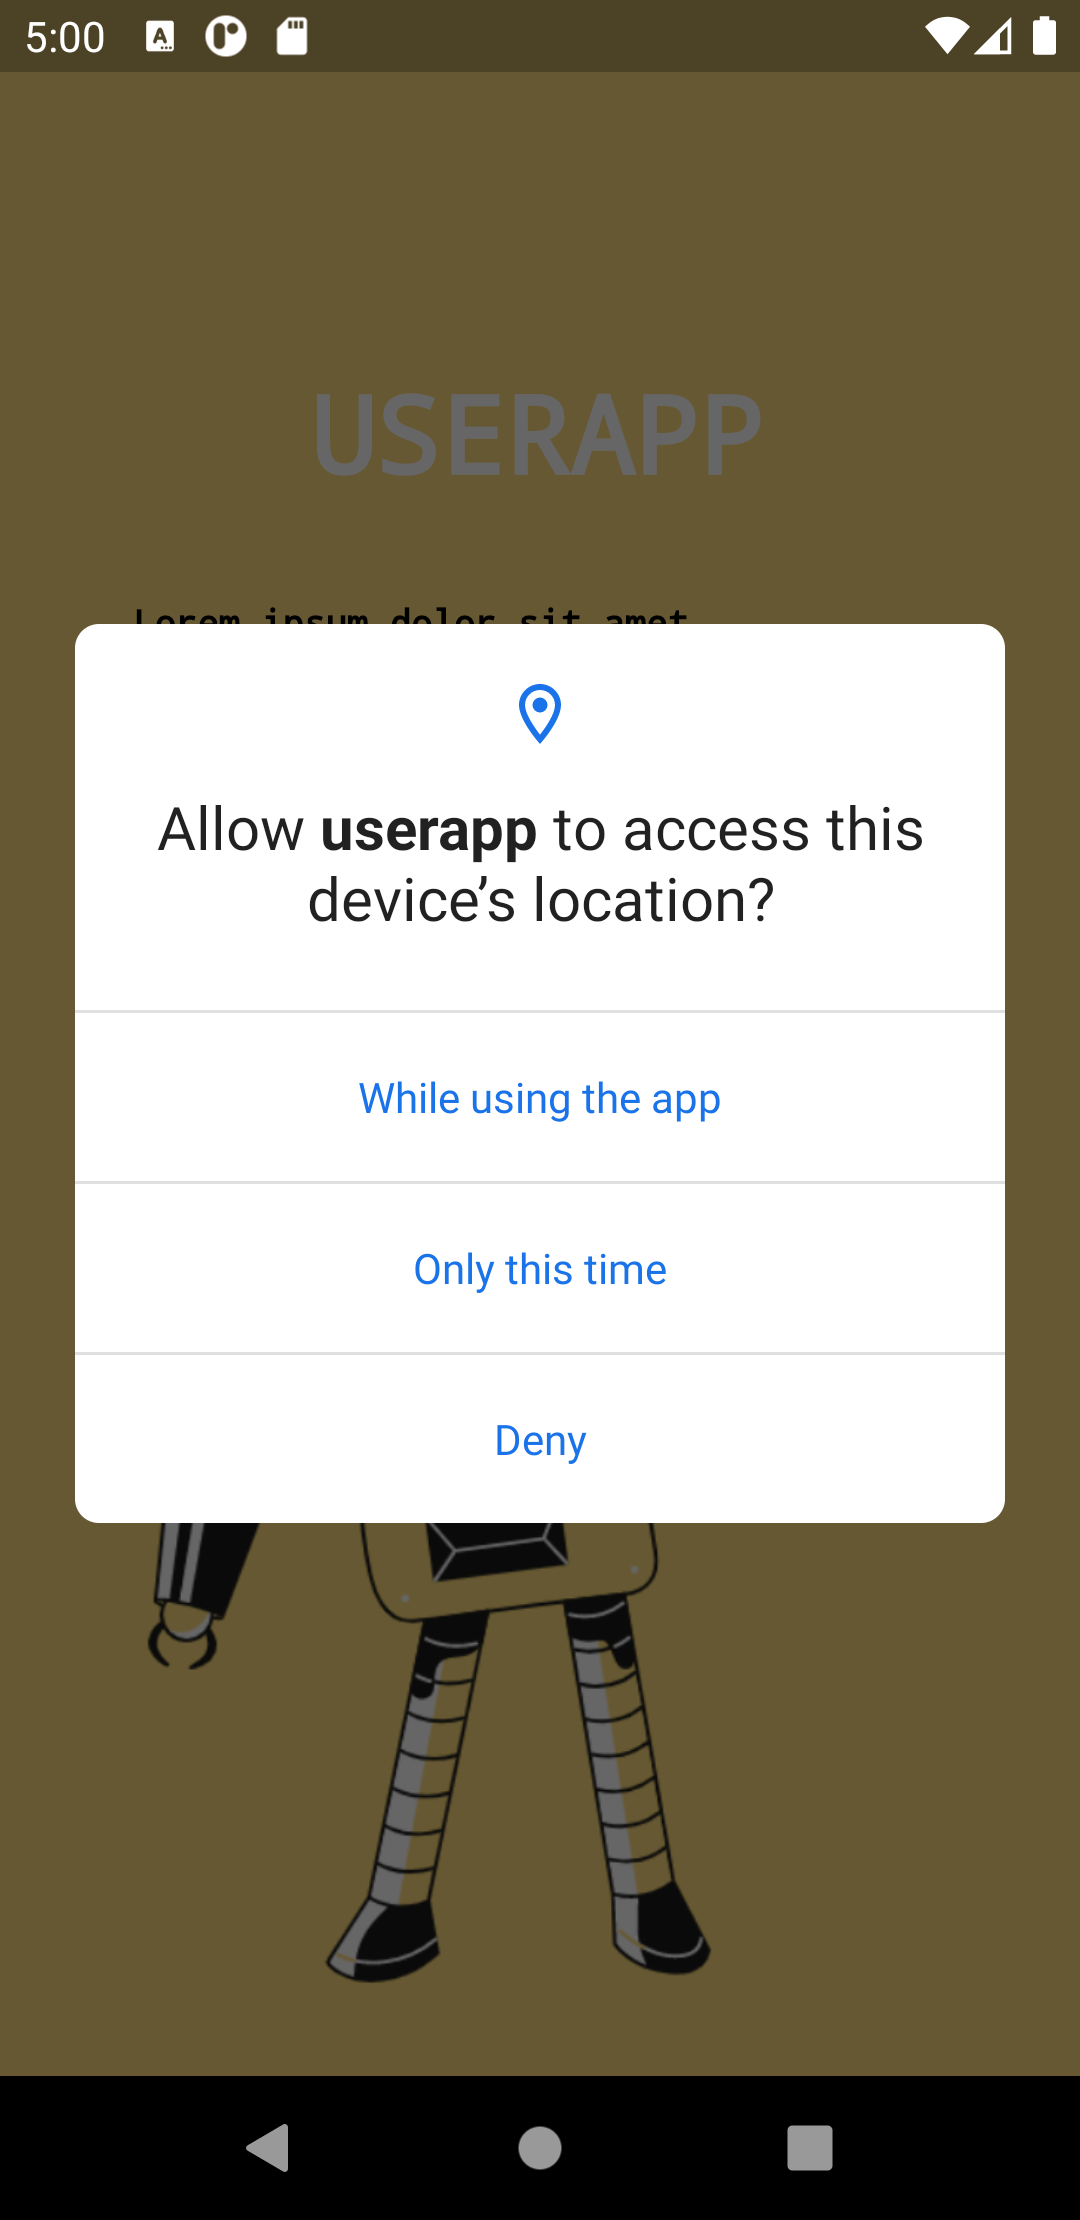 5:00
USERAPP
Lorem ipsum dolor sit amet
Allow userapp to access this
device’s location?
While using the app
Only this time
Deny